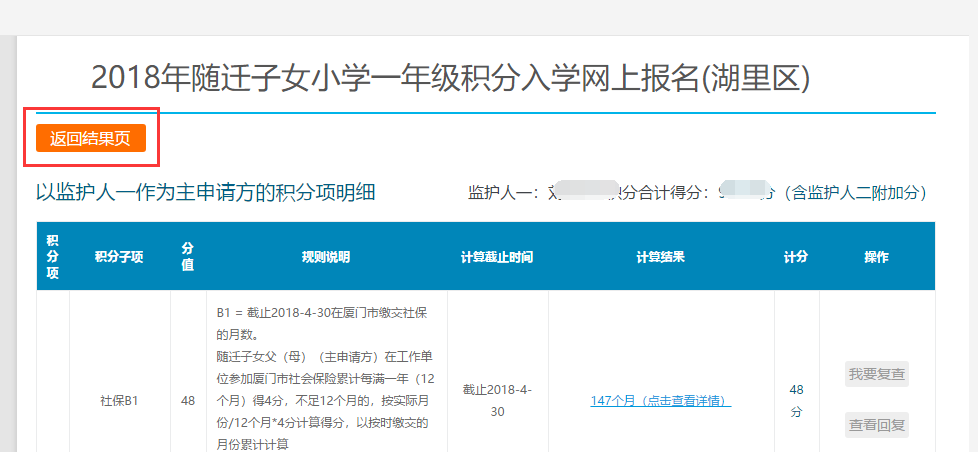 2018年随迁子女小学一年级积分入学网上报名(湖里区)
返回结果页
以监护人一作为主申请方的积分项明细
监护人一：刘 积分合计得分：9 分（含监护人二附加分）
积分项
积分子项
分值
规则说明
计算截止时间
计算结果
计分
操作
社保B1
48
B1 = 截止2018-4-30在厦门市缴交社保
的月数。
随迁子女父（母）（主申请方）在工作单
位参加厦门市社会保险累计每满一年（12
个月）得4分，不足12个月的，按实际月
份/12个月*4分计算得分，以按时缴交的
月份累计计算
截止2018-4-
30
147个月（点击查看详情）
48
分
我要复查
查看回复